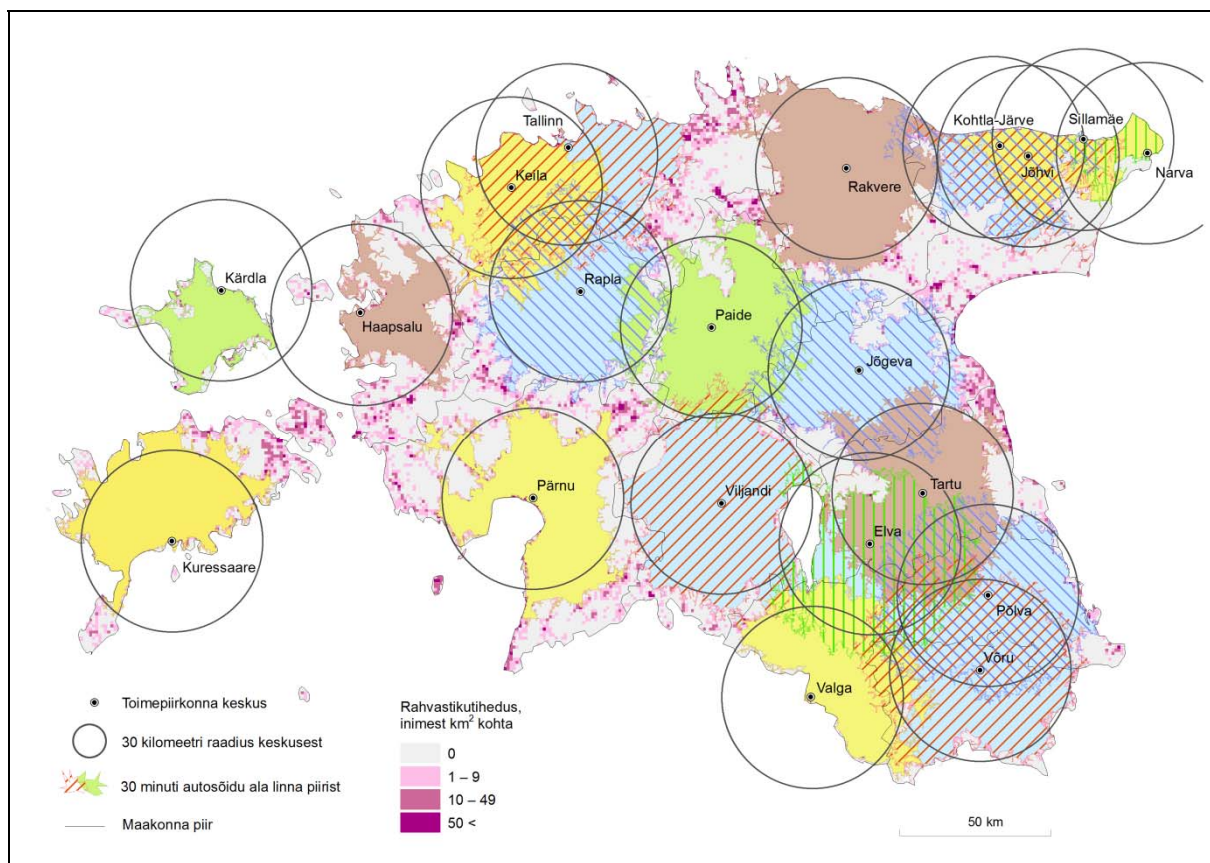 Tallinn
Kohtla-Järve
Sillamäe
Keila
Rakvere
Jõhvi
Narva
Kärdla
Rapla
Haapsalu
Paide
Jõgeva
Pärnu
Viljandi
Tartu
Elva
Kuressaare
Põlva
Võru
Valga
Toimepiirkonna keskus
30 kilomeetri raadius keskusest
30 minuti autosõidu ala linna piirist
Maakonna piir
Rahvastikutihedus,
inimest km² kohta
0
1 – 9
10 – 49
50 <
50 km